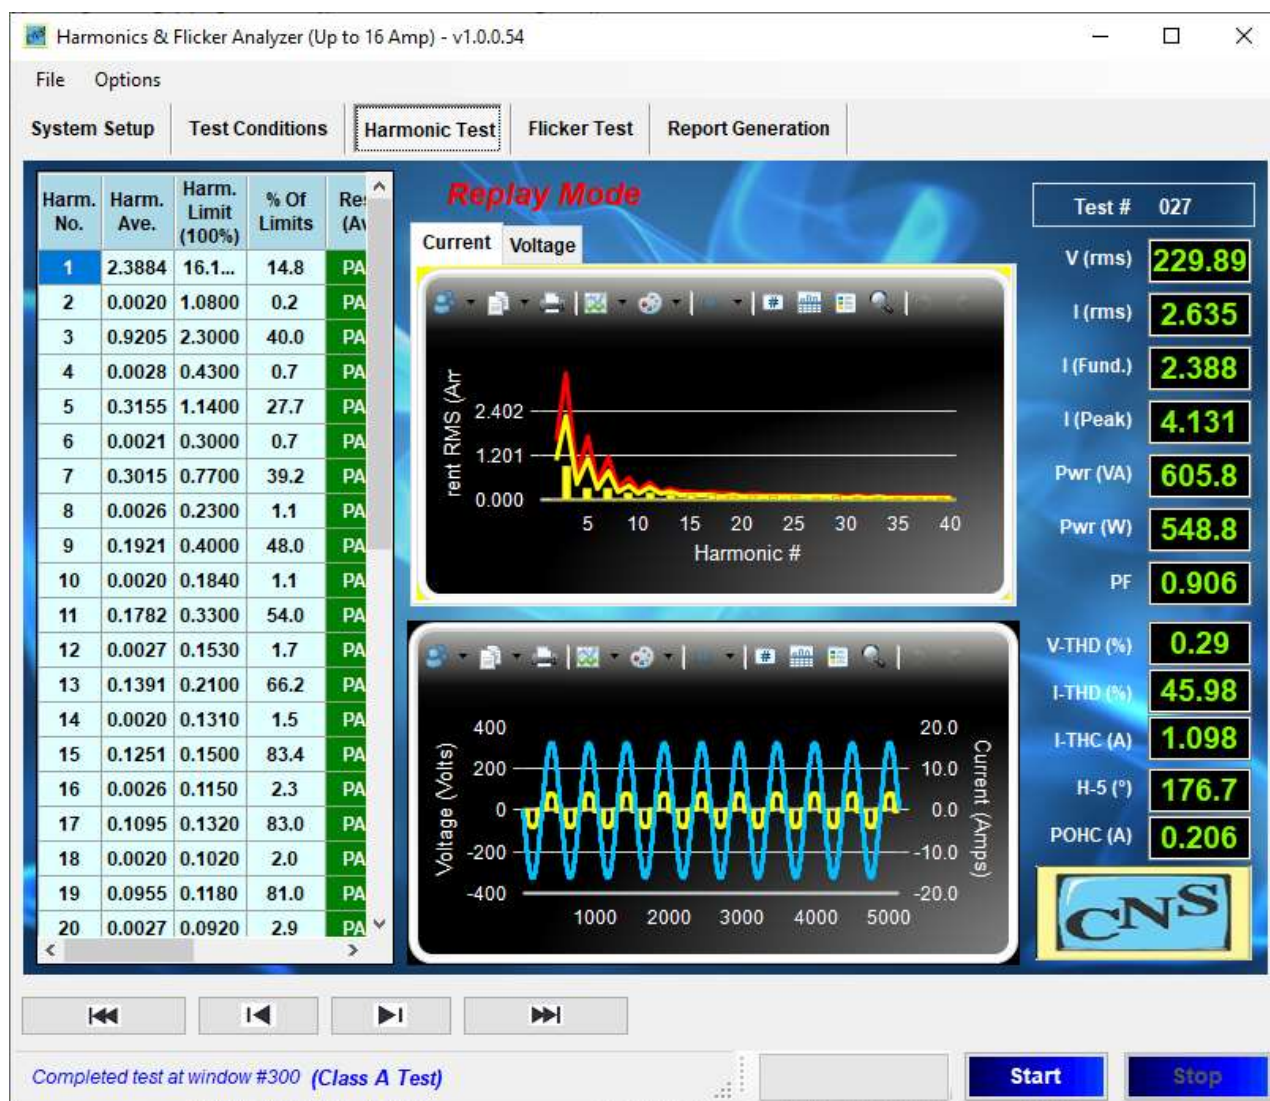 Harmonics & Flicker Analyzer (Up to 16 Amp) - v1.0.0.54
File Options
System Setup Test Conditions Harmonic Test Flicker Test Report Generation
Harm. No. Harm. Ave. Harm. Limit (100%) % Of Limits Res (Av
1 2.3884 16.1... 14.8 PA
2 0.0020 1.0800 0.2 PA
3 0.9205 2.3000 40.0 PA
4 0.0028 0.4300 0.7 PA
5 0.3155 1.1400 27.7 PA
6 0.0021 0.3000 0.7 PA
7 0.3015 0.7700 39.2 PA
8 0.0026 0.2300 1.1 PA
9 0.1921 0.4000 48.0 PA
10 0.0020 0.1840 1.1 PA
11 0.1782 0.3300 54.0 PA
12 0.0027 0.1530 1.7 PA
13 0.1391 0.2100 66.2 PA
14 0.0020 0.1310 1.5 PA
15 0.1251 0.1500 83.4 PA
16 0.0026 0.1150 2.3 PA
17 0.1095 0.1320 83.0 PA
18 0.0020 0.1020 2.0 PA
19 0.0955 0.1180 81.0 PA
20 0.0027 0.0920 2.9 PA
Replay Mode
Current Voltage
#
rent RMS (Am
2.402
1.201
0.000
5 10 15 20 25 30 35 40
Harmonic #
#
Voltage (Volts)
400
200
0
-200
-400
20.0
10.0
0.0
-10.0
-20.0
Current (Amps)
1000 2000 3000 4000 5000
Test # 027
V (rms) 229.89
I (rms) 2.635
I (Fund.) 2.388
I (Peak) 4.131
Pwr (VA) 605.8
Pwr (W) 548.8
PF 0.906
V-THD (%) 0.29
I-THD (%) 45.98
I-THC (A) 1.098
H-5 (°) 176.7
POHC (A) 0.206
CNS
Completed test at window #300 (Class A Test)
Start Stop